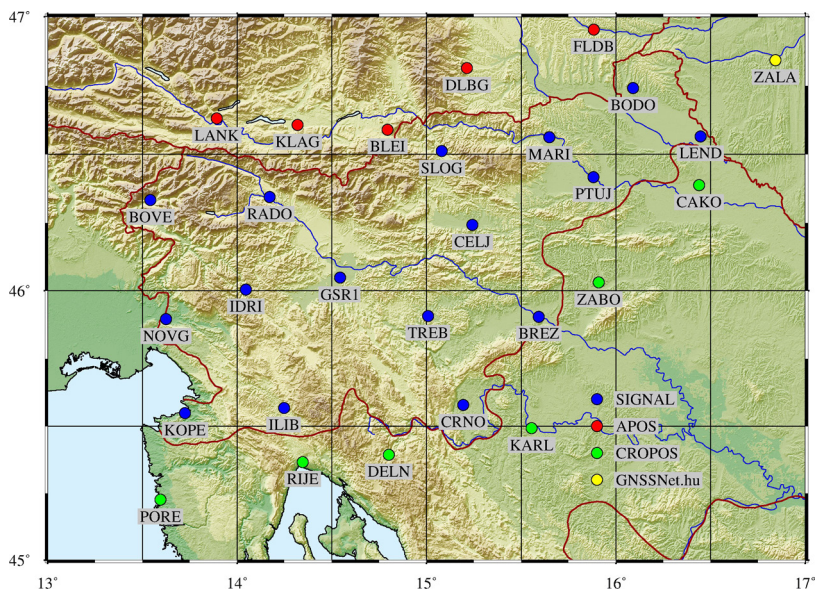 47˚
FLDB
DLBG
ZALA
BODO
LANK
KLAG
BLEI
MARI
LEND
SLOG
PTUJ
CAKO
BOVE
RADO
CELJ
46˚
IDRI
GSR1
ZABO
NOVG
TREB
BREZ
SIGNAL
KOPE
ILIB
CRNO
APOS
KARL
CROPOS
RIJE
DELN
GNSSNet.hu
PORE
45˚
13˚
14˚
15˚
16˚
17˚